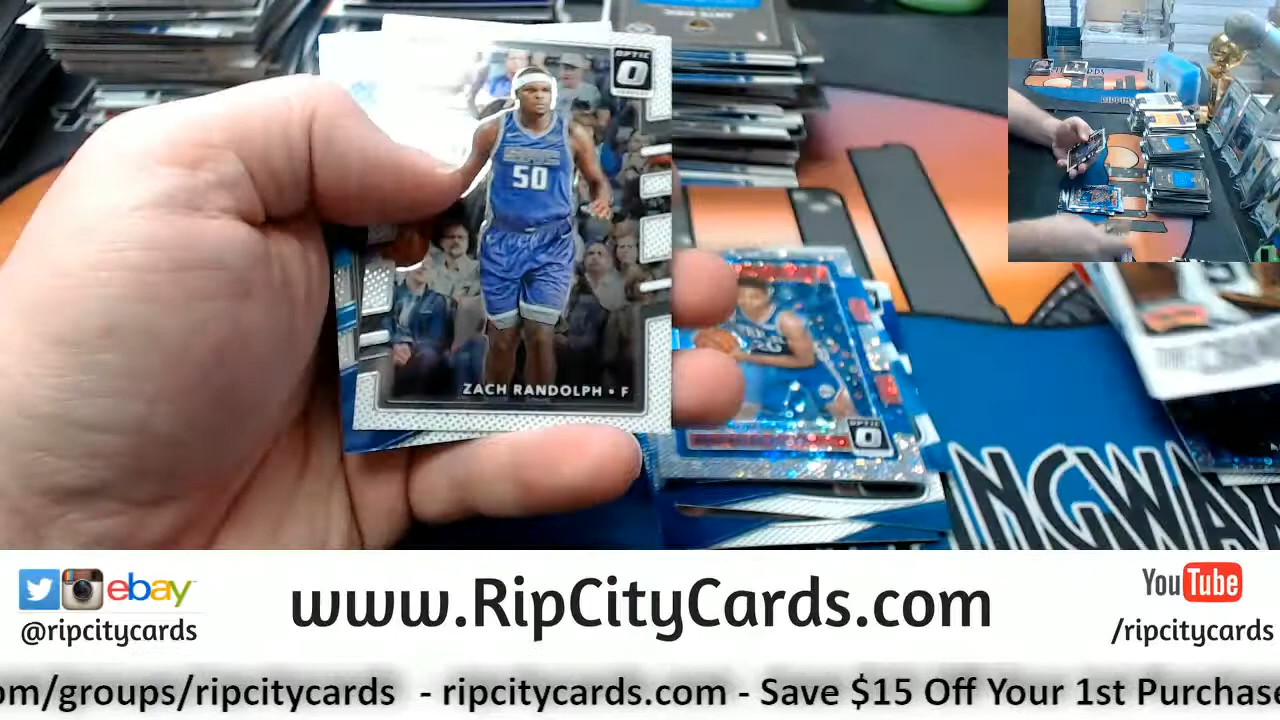 OPTIC
50
ZACH RANDOLPH • F
OPTIC
NGWAX
ebay
www.RipCityCards.com
YouTube
@ripcitycards
/ripcitycards
om/groups/ripcitycards - ripcitycards.com - Save $15 Off Your 1st Purchase